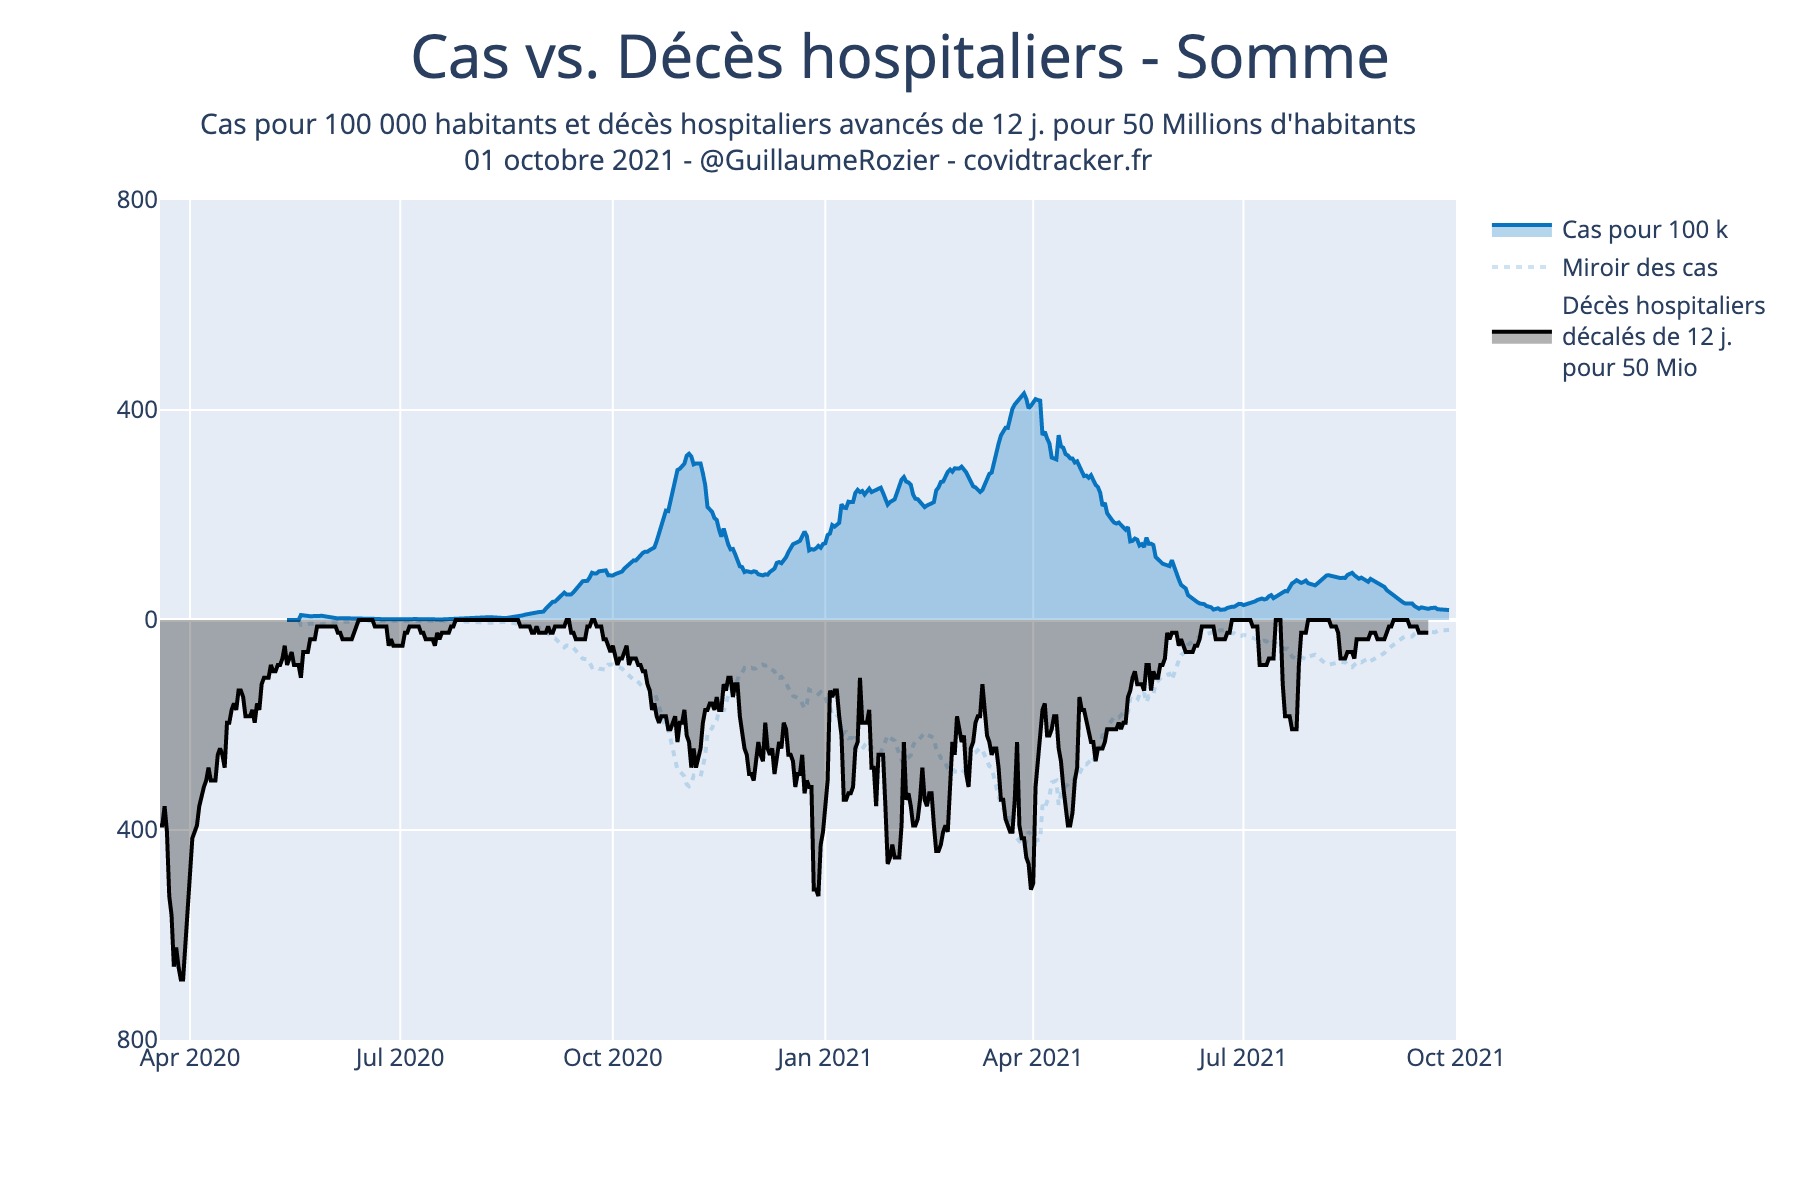 Cas vs. Décès hospitaliers - Somme
Cas pour 100 000 habitants et décès hospitaliers avancés de 12 j. pour 50 Millions d'habitants
01 octobre 2021 - @GuillaumeRozier - covidtracker.fr
800
400
0
400
800
Apr 2020
Jul 2020
Oct 2020
Jan 2021
Apr 2021
Jul 2021
Oct 2021
Cas pour 100 k
Miroir des cas
Décès hospitaliers
décalés de 12 j.
pour 50 Mio